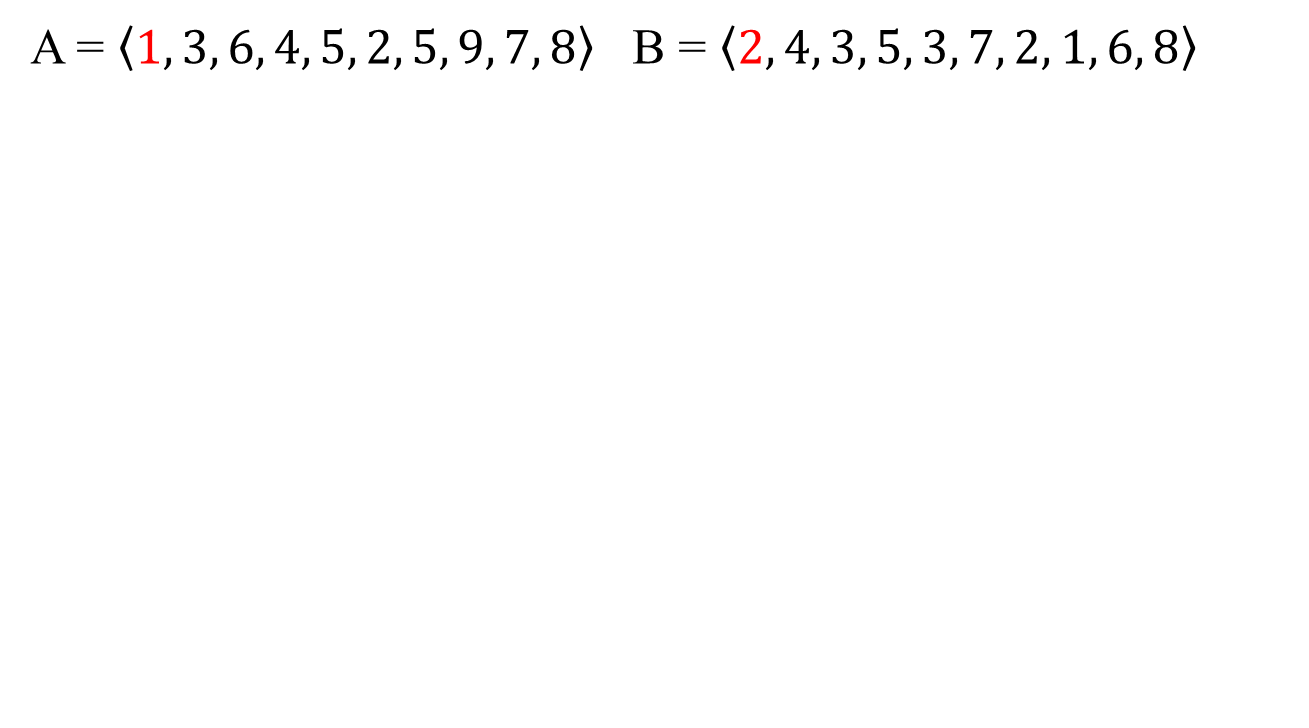 A = ⟨1, 3, 6, 4, 5, 2, 5, 9, 7, 8⟩ B = ⟨2, 4, 3, 5, 3, 7, 2, 1, 6, 8⟩